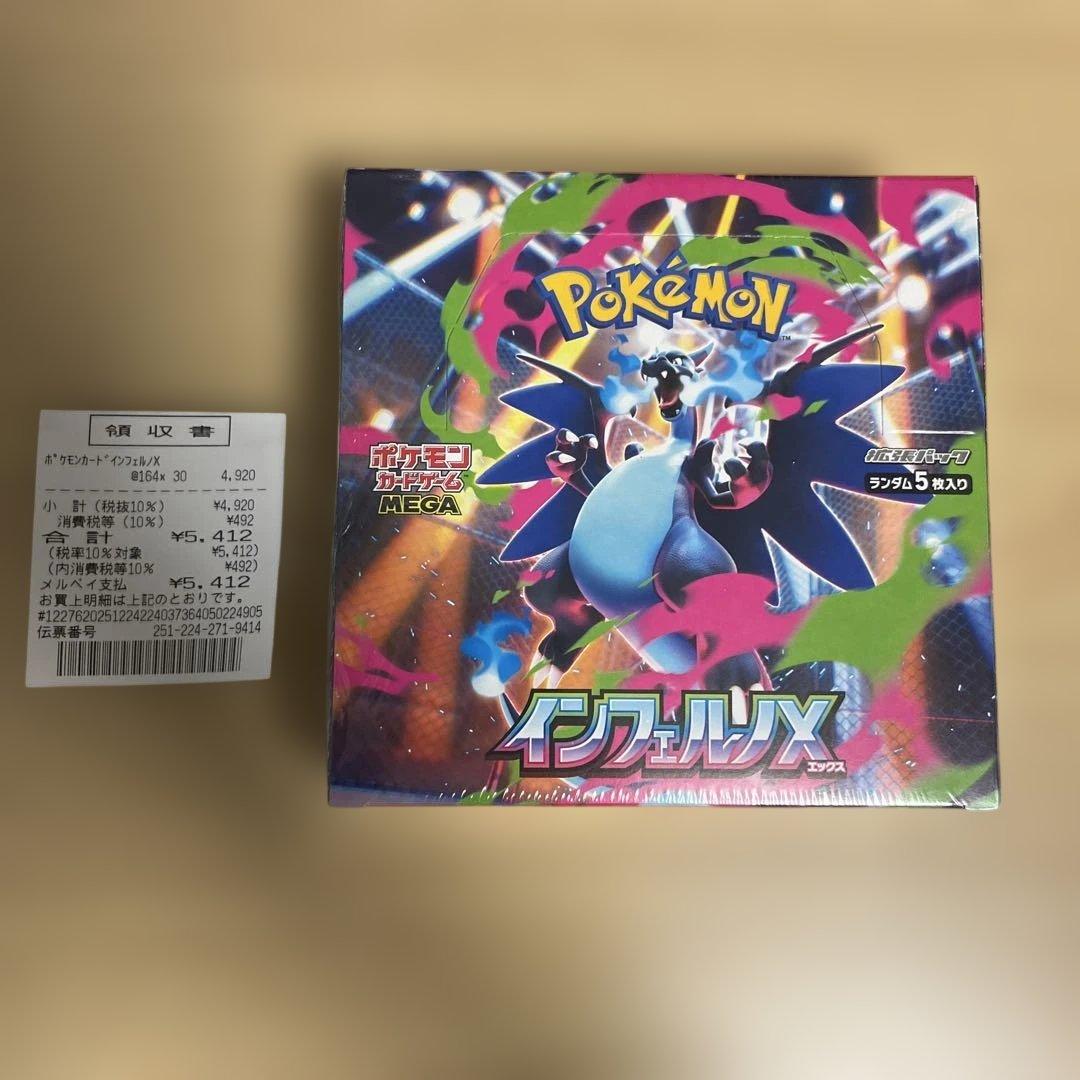 領収書
ポケモンカードインフェルノX
@164x 30 4,920
小 計(税抜10%) ¥4,920
消費税等(10%) ¥492
合 計 ¥5,412
(税率10%対象 ¥5,412)
(内消費税等10% ¥492)
メルペイ支払 ¥5,412
お買上明細は上記のとおりです。
#122762025122422403736405022​4905
伝票番号 251-224-271-9414
POKéMON
TM
ポケモン
カードゲーム
MEGA
拡張パック
ランダム5枚入り
インフェルノX
エックス